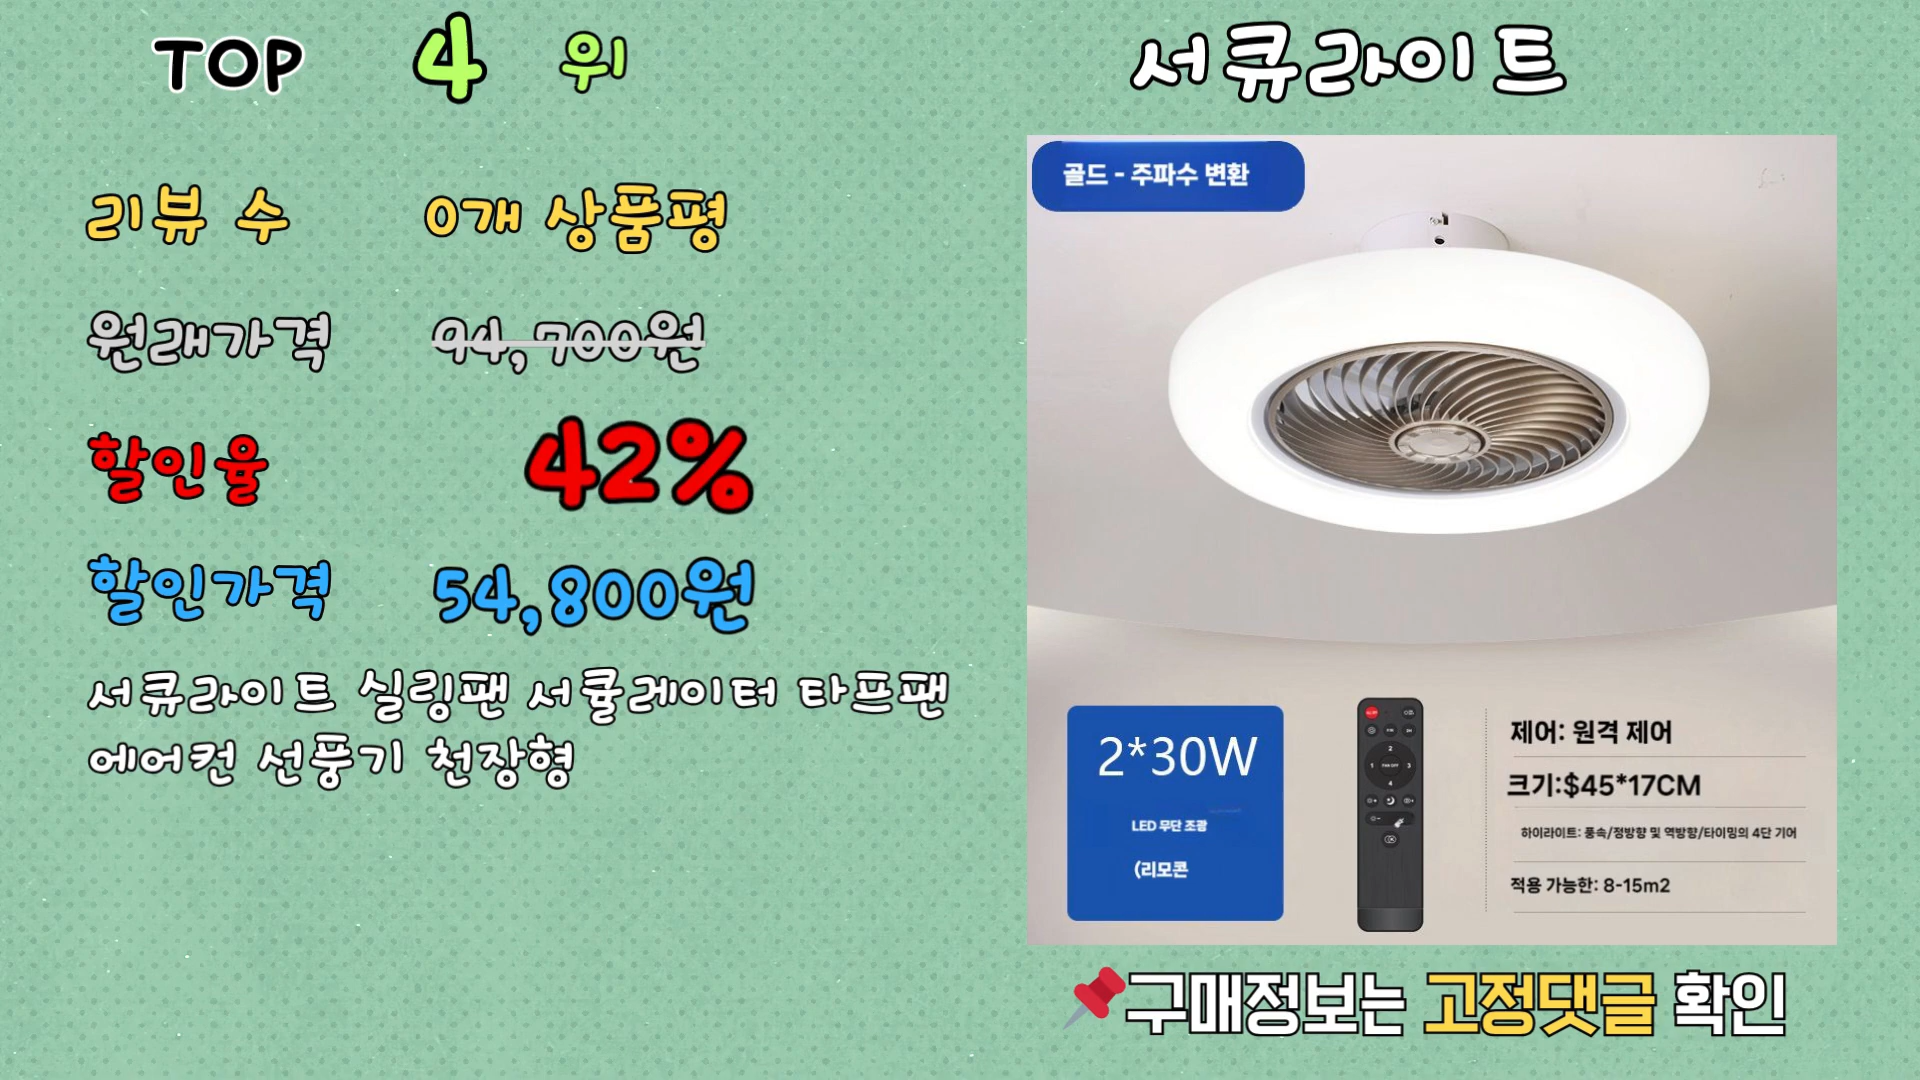 TOP 4 위
서큐라이트
리뷰 수 0개 상품평
원래가격 94,700원
할인율 42%
할인가격 54,800원
서큐라이트 실링팬 서큘레이터 타프팬
에어컨 선풍기 천장형
골드 - 주파수 변환
2*30W
LED 무단 조광
(리모콘
제어: 원격 제어
크기:$45*17CM
하이라이트: 풍속/정방향 및 역방향/타이밍의 4단 기어
적용 가능한: 8-15m2
구매정보는 고정댓글 확인